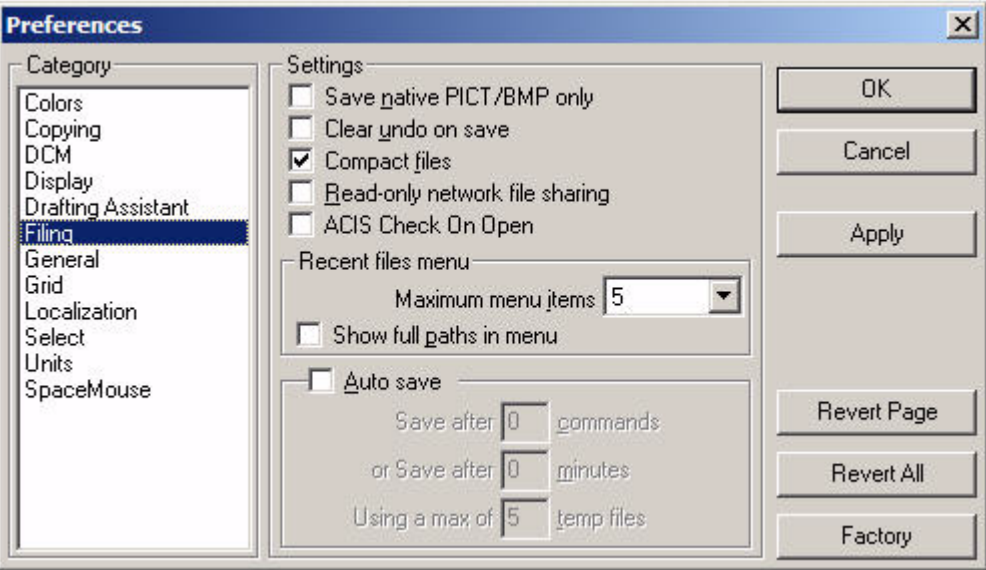 Preferences
Category
Colors
Copying
DCM
Display
Drafting Assistant
Filing
General
Grid
Localization
Select
Units
SpaceMouse
Settings
Save native PICT/BMP only
Clear undo on save
Compact files
Read-only network file sharing
ACIS Check On Open
Recent files menu
Maximum menu items 5
Show full paths in menu
Auto save
Save after 0 commands
or Save after 0 minutes
Using a max of 5 temp files
OK
Cancel
Apply
Revert Page
Revert All
Factory